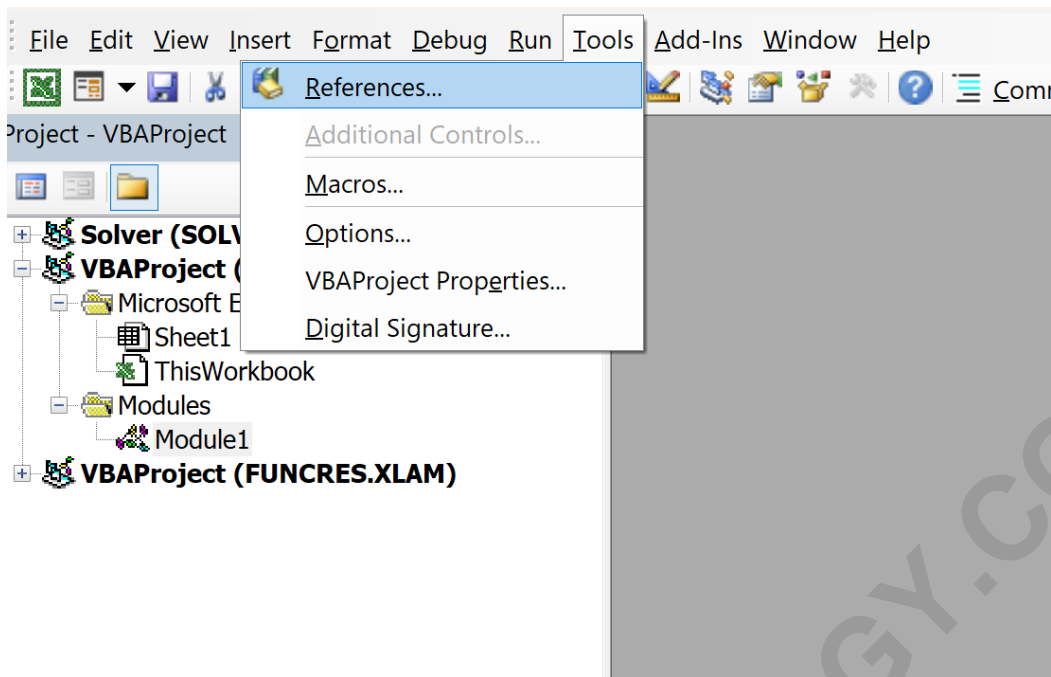 File Edit View Insert Format Debug Run Tools Add-Ins Window Help
References...
Project - VBAProject
Additional Controls...
Macros...
Options...
VBAProject Properties...
Digital Signature...
Solver (SOLV
VBAProject (
Microsoft E
Sheet1
ThisWorkbook
Modules
Module1
VBAProject (FUNCRES.XLAM)
GY.CO